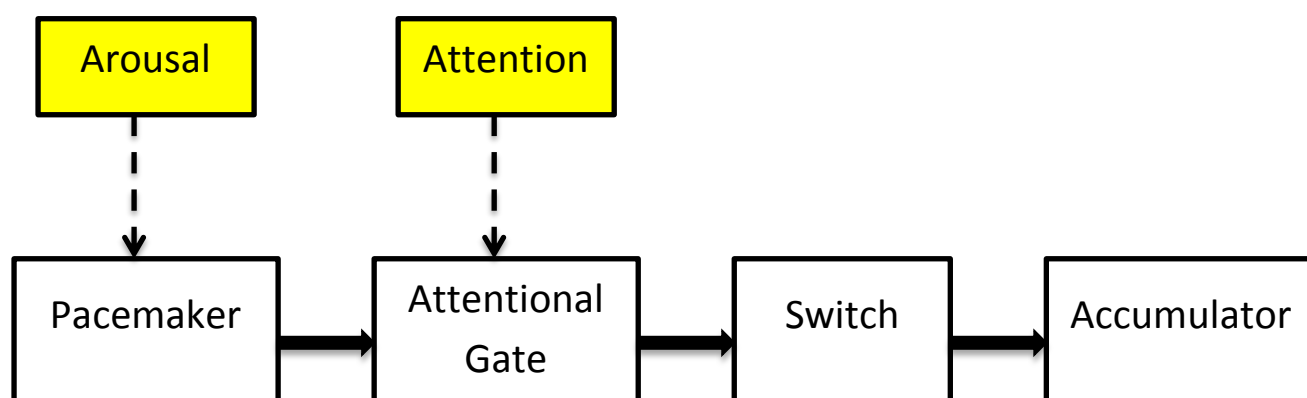 Arousal
Attention
Pacemaker
Attentional
Gate
Switch
Accumulator